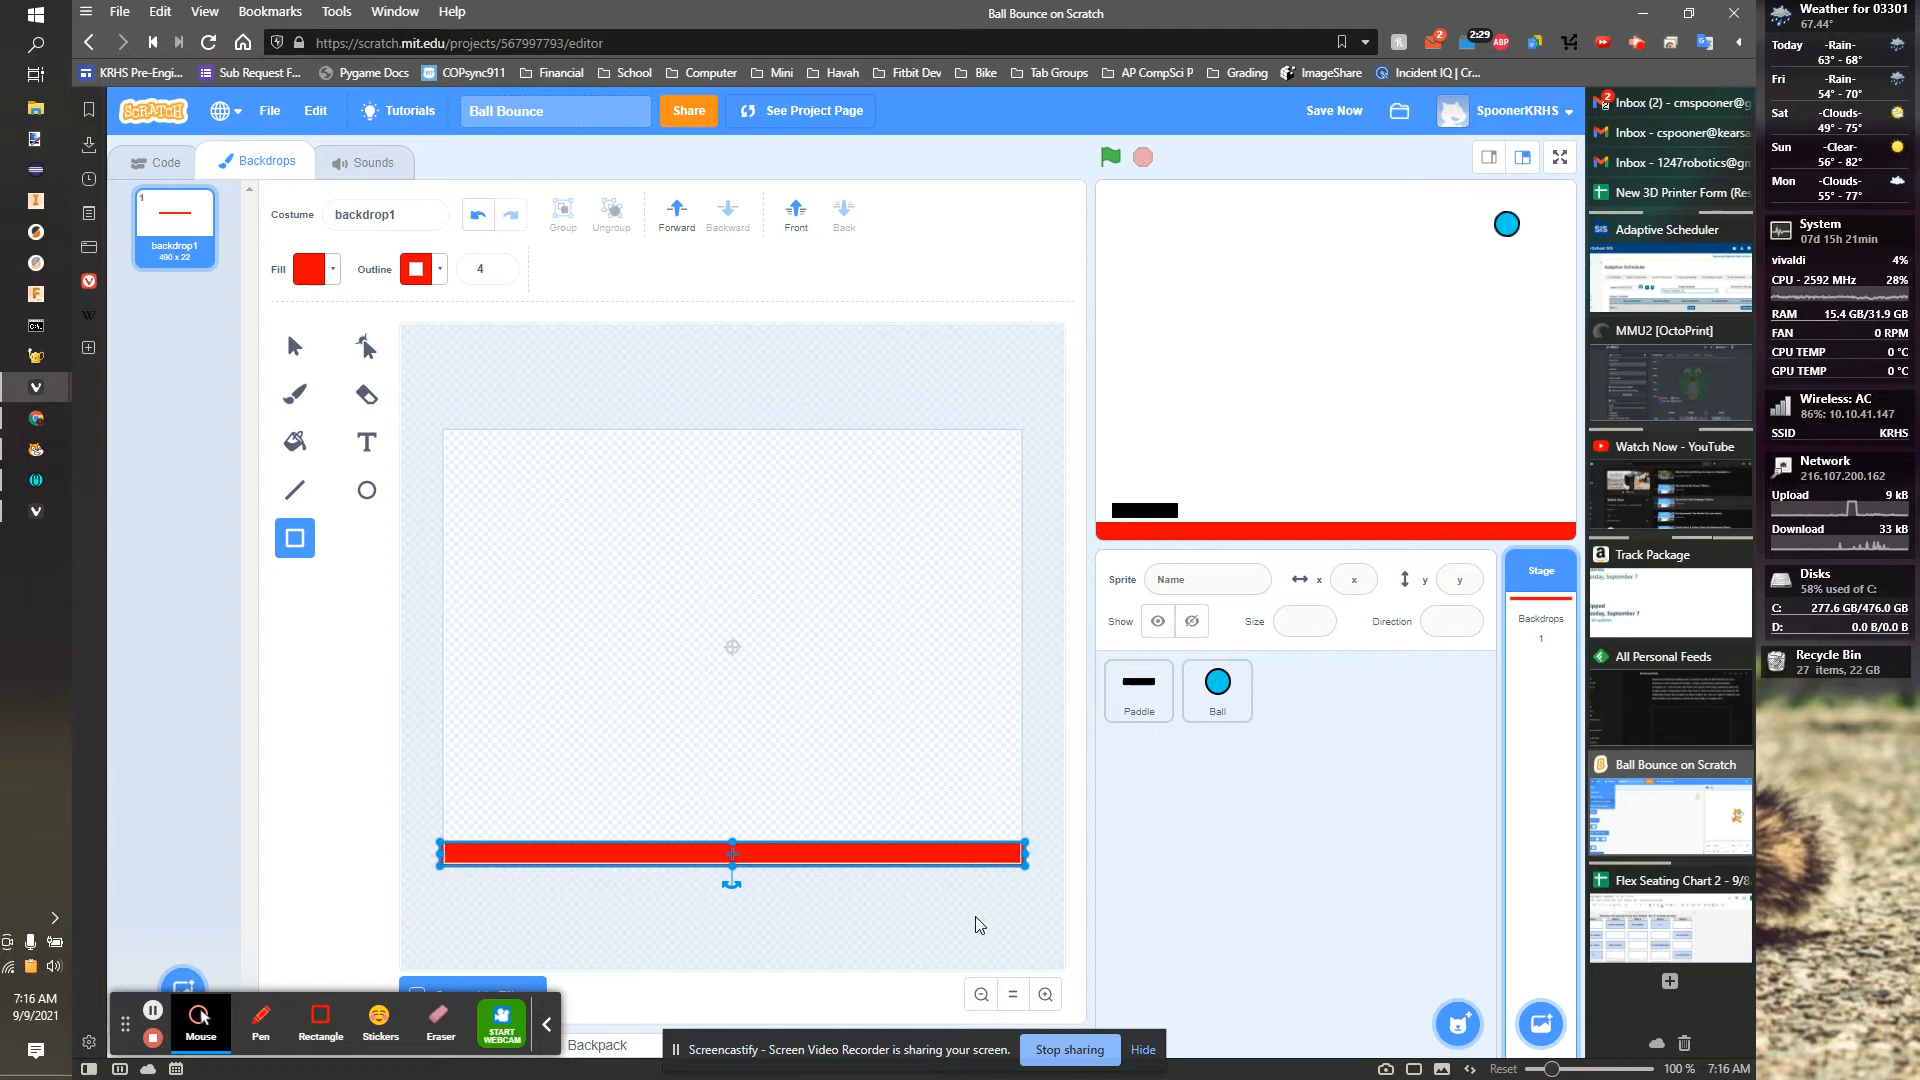 File Edit View Bookmarks Tools Window Help
Ball Bounce on Scratch
https://scratch.mit.edu/projects/567997793/editor
2
2:29
ABP
KRHS Pre-Engi... Sub Request F... Pygame Docs COPsync911 Financial School Computer Mini Havah Fitbit Dev Bike Tab Groups AP CompSci P Grading ImageShare Incident IQ | Cr...
SCRATCH File Edit Tutorials Ball Bounce Share See Project Page Save Now SpoonerKRHS
Code Backdrops Sounds
1
backdrop1
490 x 22
Costume backdrop1
Group Ungroup Forward Backward Front Back
Fill Outline 4
T
Sprite Name x x y y
Show Size Direction
Paddle Ball
Stage
Backdrops
1
Mouse Pen Rectangle Stickers Eraser START WEBCAM
Backpack
Screencastify - Screen Video Recorder is sharing your screen. Stop sharing Hide
Inbox (2) - cmspooner@g
Inbox - cspooner@kearsa
Inbox - 1247robotics@gm
New 3D Printer Form (Res
SIS Adaptive Scheduler
MMU2 [OctoPrint]
Watch Now - YouTube
Track Package
All Personal Feeds
Ball Bounce on Scratch
Flex Seating Chart 2 - 9/8
Weather for 03301
67.44°
Today -Rain-
63° - 68°
Fri -Rain-
54° - 70°
Sat -Clouds-
49° - 75°
Sun -Clear-
56° - 82°
Mon -Clouds-
55° - 77°
System
07d 15h 21min
vivaldi 4%
CPU - 2592 MHz 28%
RAM 15.4 GB/31.9 GB
FAN 0 RPM
CPU TEMP 0 °C
GPU TEMP 0 °C
Wireless: AC
86%: 10.10.41.147
SSID KRHS
Network
216.107.200.162
Upload 9 kB
Download 33 kB
Disks
58% used of C:
C: 277.6 GB/476.0 GB
D: 0.0 B/0.0 B
Recycle Bin
27 items, 22 GB
7:16 AM
9/9/2021
Reset 100 % 7:16 AM